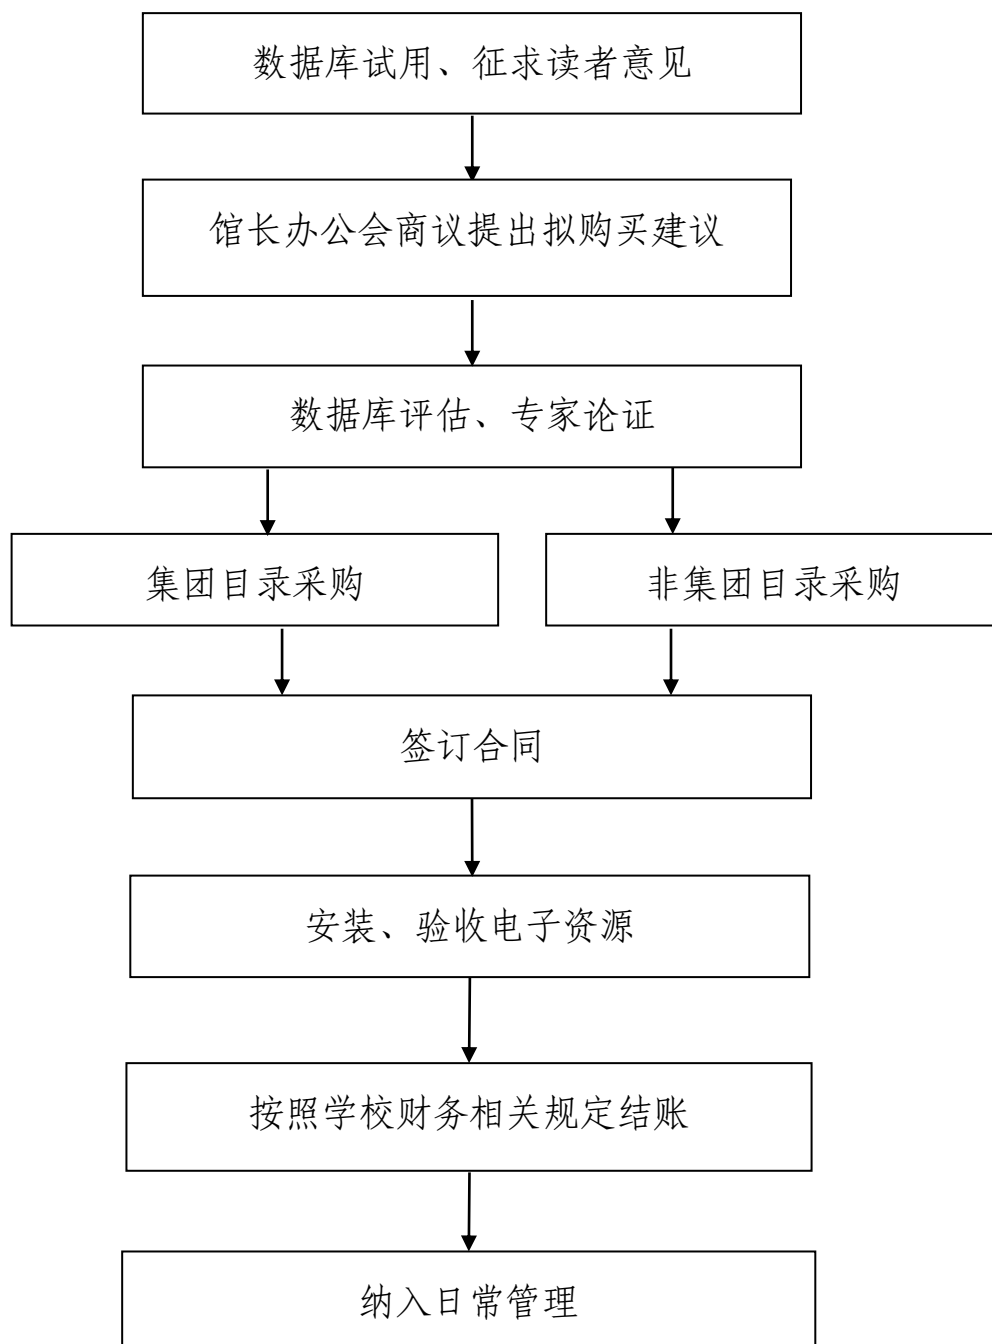 数据库试用、征求读者意见
馆长办公会商议提出拟购买建议
数据库评估、专家论证
集团目录采购
非集团目录采购
签订合同
安装、验收电子资源
按照学校财务相关规定结账
纳入日常管理